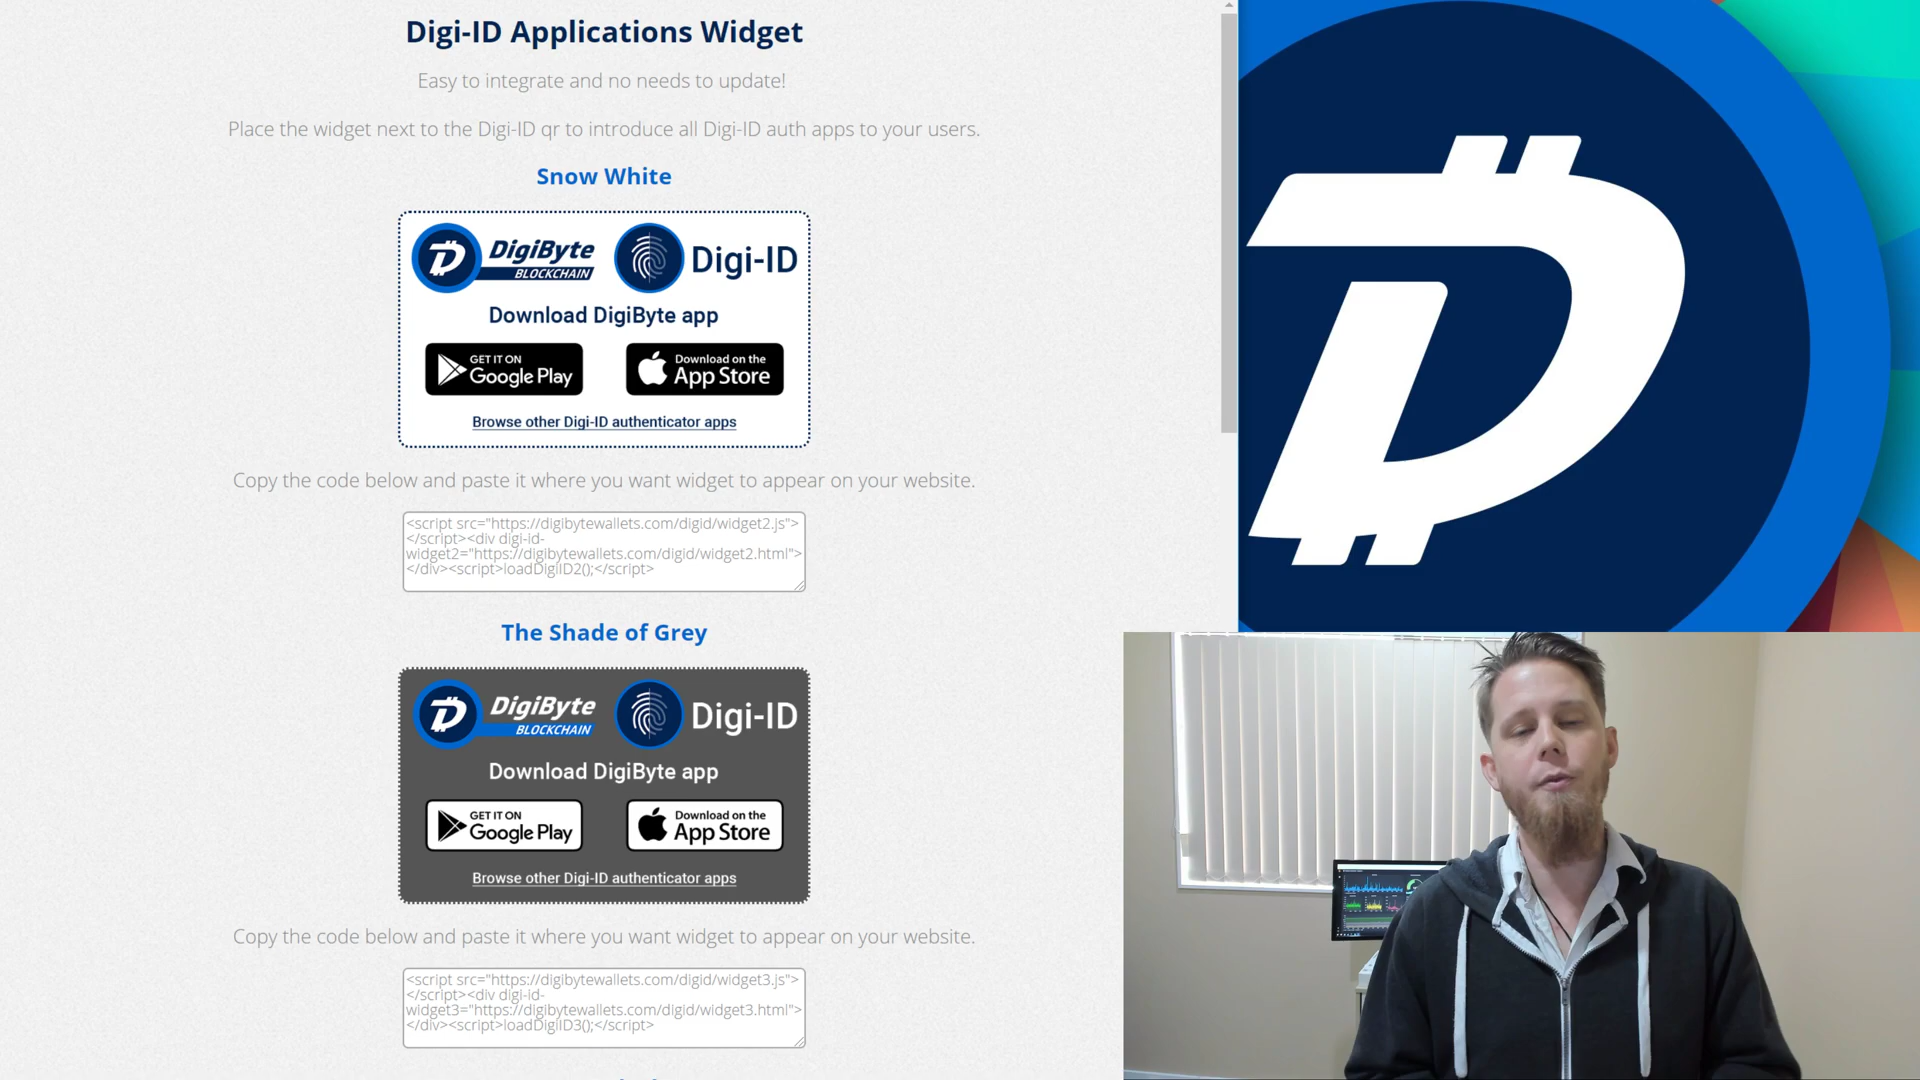 Digi-ID Applications Widget
Easy to integrate and no needs to update!
Place the widget next to the Digi-ID qr to introduce all Digi-ID auth apps to your users.
Snow White
DigiByte
BLOCKCHAIN
Digi-ID
Download DigiByte app
GET IT ON
Google Play
Download on the
App Store
Browse other Digi-ID authenticator apps
Copy the code below and paste it where you want widget to appear on your website.
<script src="https://digibytewallets.com/digid/widget2.js">
</script><div digi-id-
widget2="https://digibytewallets.com/digid/widget2.html">
</div><script>loadDigiID2();</script>
The Shade of Grey
DigiByte
BLOCKCHAIN
Digi-ID
Download DigiByte app
GET IT ON
Google Play
Download on the
App Store
Browse other Digi-ID authenticator apps
Copy the code below and paste it where you want widget to appear on your website.
<script src="https://digibytewallets.com/digid/widget3.js">
</script><div digi-id-
widget3="https://digibytewallets.com/digid/widget3.html">
</div><script>loadDigiID3();</script>